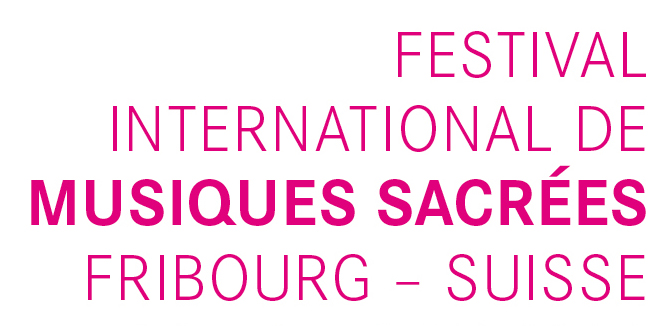 FESTIVAL
INTERNATIONAL DE
MUSIQUES SACRÉES
FRIBOURG – SUISSE